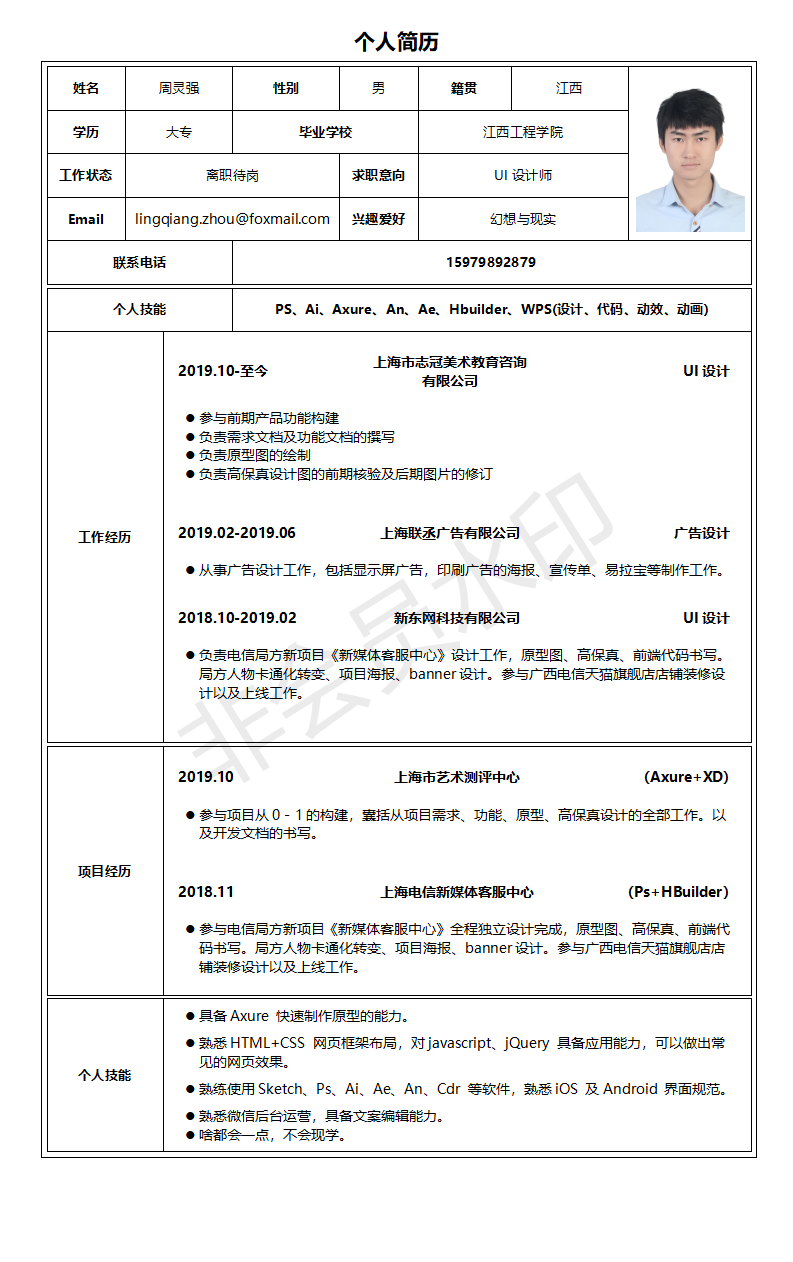 个人简历
姓名 周灵强 性别 男 籍贯 江西
学历 大专 毕业学校 江西工程学院
工作状态 离职待岗 求职意向 UI 设计师
Email lingqiang.zhou@foxmail.com 兴趣爱好 幻想与现实
联系电话 15979892879
个人技能 PS、Ai、Axure、An、Ae、Hbuilder、WPS(设计、代码、动效、动画)
工作经历
2019.10-至今 上海市志冠美术教育咨询 UI 设计
有限公司
● 参与前期产品功能构建
● 负责需求文档及功能文档的撰写
● 负责原型图的绘制
● 负责高保真设计图的前期核验及后期图片的修订
2019.02-2019.06 上海联丞广告有限公司 广告设计
● 从事广告设计工作，包括显示屏广告，印刷广告的海报、宣传单、易拉宝等制作工作。
2018.10-2019.02 新东网科技有限公司 UI 设计
● 负责电信局方新项目《新媒体客服中心》设计工作，原型图、高保真、前端代码书写。
局方人物卡通化转变、项目海报、banner 设计。参与广西电信天猫旗舰店店铺装修设
计以及上线工作。
项目经历
2019.10 上海市艺术测评中心 （Axure+XD）
● 参与项目从 0 - 1 的构建，囊括从项目需求、功能、原型、高保真设计的全部工作。以
及开发文档的书写。
2018.11 上海电信新媒体客服中心 （Ps+HBuilder）
● 参与电信局方新项目《新媒体客服中心》全程独立设计完成，原型图、高保真、前端代
码书写。局方人物卡通化转变、项目海报、banner 设计。参与广西电信天猫旗舰店店
铺装修设计以及上线工作。
个人技能
● 具备 Axure 快速制作原型的能力。
● 熟悉 HTML+CSS 网页框架布局，对 javascript、jQuery 具备应用能力，可以做出常
见的网页效果。
● 熟练使用 Sketch、Ps、Ai、Ae、An、Cdr 等软件，熟悉 iOS 及 Android 界面规范。
● 熟悉微信后台运营，具备文案编辑能力。
● 啥都会一点，不会现学。
非会员水印